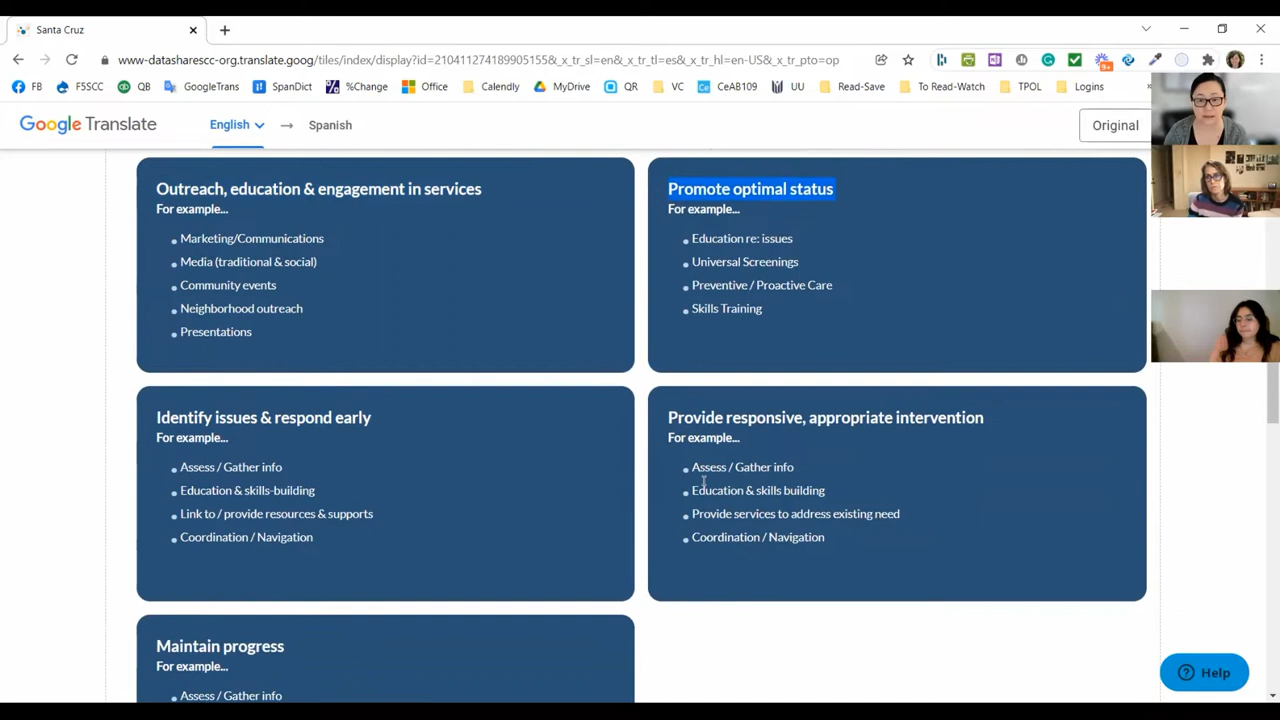 Santa Cruz
www-datasharescc-org.translate.goog/tiles/index/display?id=210411271899055155&_x_tr_sl=en&_x_tr_tl=es&_x_tr_hl=en-US&_x_tr_pto=op
FB
F5SCC
QB
GoogleTrans
SpanDict
%Change
Office
Calendly
MyDrive
QR
VC
CeAB109
UU
Read-Save
To Read-Watch
TPOL
Logins
Google Translate
English
Spanish
Original
Outreach, education & engagement in services
For example...
Marketing/Communications
Media (traditional & social)
Community events
Neighborhood outreach
Presentations
Promote optimal status
For example...
Education re: issues
Universal Screenings
Preventive / Proactive Care
Skills Training
Identify issues & respond early
For example...
Assess / Gather info
Education & skills-building
Link to / provide resources & supports
Coordination / Navigation
Provide responsive, appropriate intervention
For example...
Assess / Gather info
Education & skills building
Provide services to address existing need
Coordination / Navigation
Maintain progress
For example...
Assess / Gather info
Help